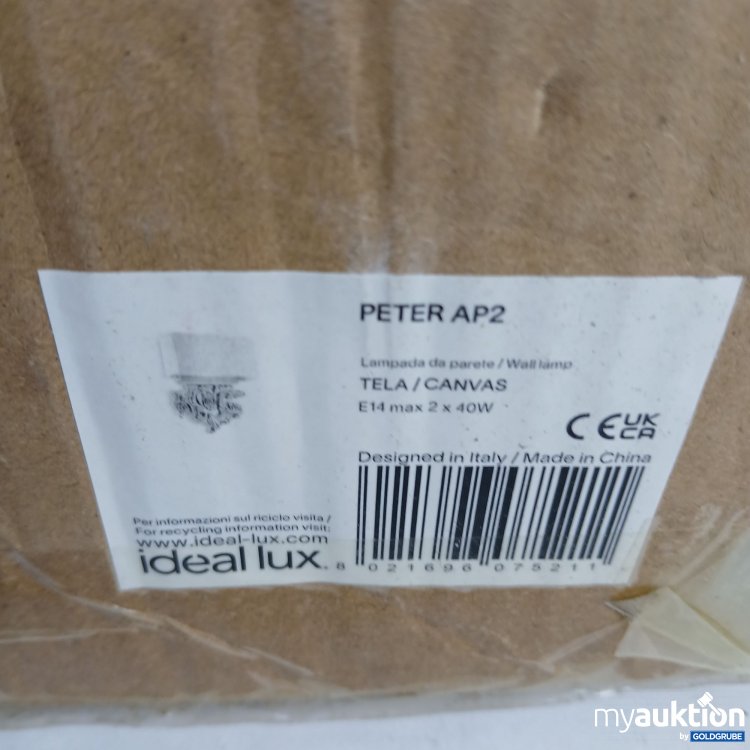 PETER AP2
Lampada da parete / Wall lamp
TELA / CANVAS
E14 max 2 x 40W
CE UK CA
Designed in Italy / Made in China
Per informazioni sul riciclo visita /
For recycling information visit:
www.ideal-lux.com
ideal lux.
8 021696 075211
myauktion
by GOLDGRUBE